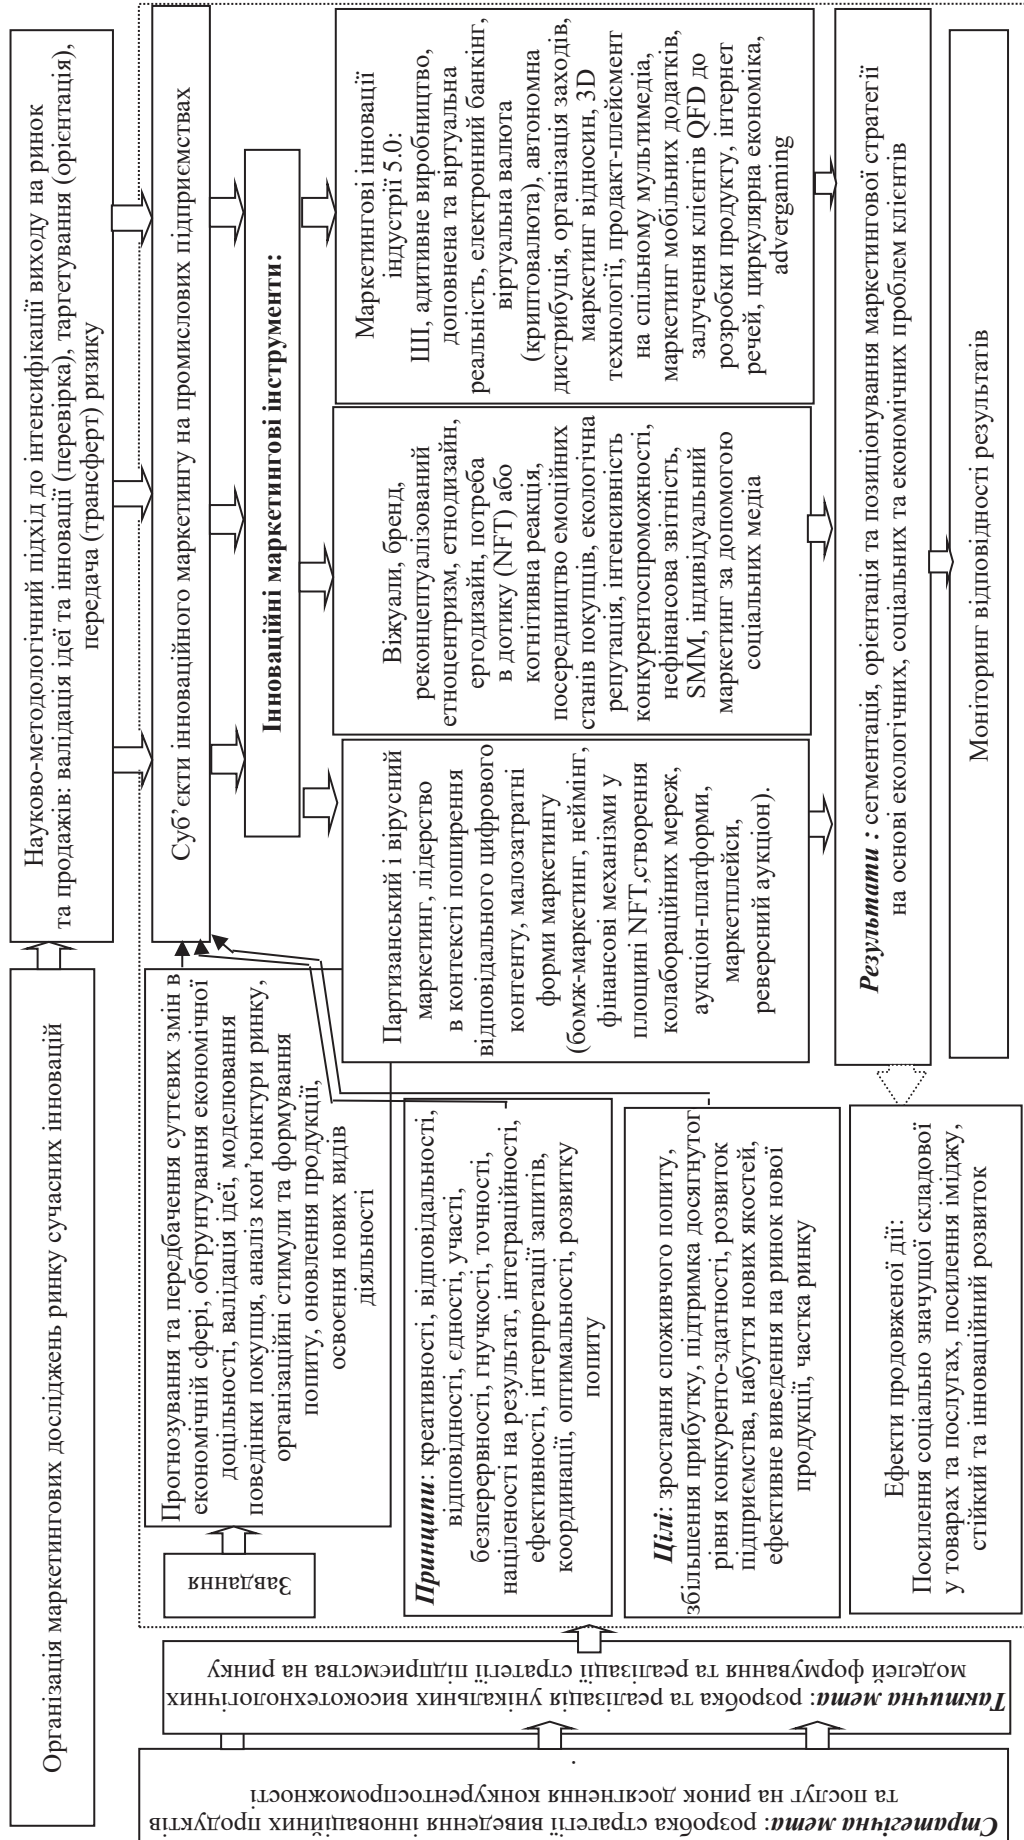 Організація маркетингових досліджень ринку сучасних інновацій
Науково-методологічний підхід до інтенсифікації виходу на ринок
та продажів: валідація ідеї та інновації (перевірка), таргетування (орієнтація),
передача (трансферт) ризику
Стратегічна мета: розробка стратегії виведення інноваційних продуктів
та послуг на ринок досягнення конкурентоспроможності
.
Тактична мета: розробка та реалізація унікальних високотехнологічних
моделей формування та реалізації стратегії підприємства на ринку
Завдання
Прогнозування та передбачення суттєвих змін в
економічній сфері, обгрунтування економічної
доцільності, валідація ідеї, моделювання
поведінки покупця, аналіз кон’юнктури ринку,
організаційні стимули та формування
попиту, оновлення продукції,
освоєння нових видів
діяльності
Принципи: креативності, відповідальності,
відповідності, єдності, участі,
безперервності, гнучкості, точності,
націленості на результат, інтеграційності,
ефективності, інтерпретації запитів,
координації, оптимальності, розвитку
попиту
Цілі: зростання споживчого попиту,
збільшення прибутку, підтримка досягнутог
рівня конкуренто-здатності, розвиток
підприємства, набуття нових якостей,
ефективне виведення на ринок нової
продукції, частка ринку
Ефекти продовженої дії:
Посилення соціально значущої складової
у товарах та послугах, посилення іміджу,
стійкий та інноваційний розвиток
Суб’єкти інноваційного маркетингу на промислових підприємствах
Інноваційні маркетингові інструменти:
Партизанський і вірусний
маркетинг, лідерство
в контексті поширення
відповідального цифрового
контенту, малозатратні
форми маркетингу
(бомж-маркетинг, неймінг,
фінансові механізми у
площині NFT,створення
колабораційних мереж,
аукціон-платформи,
маркетплейси,
реверсний аукціон).
Віжуали, бренд,
реконцептуалізований
етноцентризм, етнодизайн,
ергодизайн, потреба
в дотику (NFT) або
когнітивна реакція,
посередництво емоційних
станів покупців, екологічна
репутація, інтенсивність
конкурентоспроможності,
нефінансова звітність,
SMM, індивідуальний
маркетинг за допомогою
соціальних медіа
Маркетингові інновації
індустрії 5.0:
ШІ, адитивне виробництво,
доповнена та віртуальна
реальність, електронний банкінг,
віртуальна валюта
(криптовалюта), автономна
дистрибуція, організація заходів,
маркетинг відносин, 3D
технології, продакт-плейсмент
на спільному мультимедіа,
маркетинг мобільних додатків,
залучення клієнтів QFD до
розробки продукту, інтернет
речей, циркулярна економіка,
advergaming
Результати : сегментація, орієнтація та позиціонування маркетингової стратегії
на основі екологічних, соціальних та економічних проблем клієнтів
Моніторинг відповідності результатів